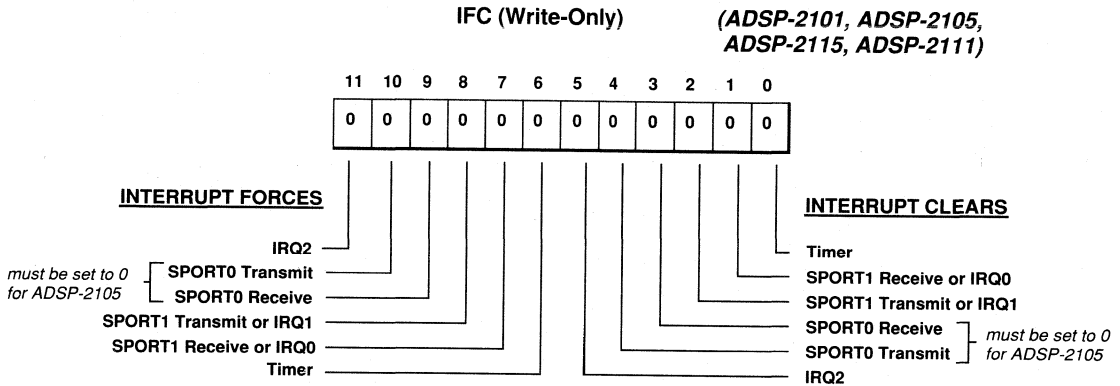 IFC (Write-Only)
(ADSP-2101, ADSP-2105,
ADSP-2115, ADSP-2111)
11 10 9 8 7 6 5 4 3 2 1 0
0 0 0 0 0 0 0 0 0 0 0 0
INTERRUPT FORCES
IRQ2
SPORT0 Transmit
SPORT0 Receive
must be set to 0
for ADSP-2105
SPORT1 Transmit or IRQ1
SPORT1 Receive or IRQ0
Timer
INTERRUPT CLEARS
Timer
SPORT1 Receive or IRQ0
SPORT1 Transmit or IRQ1
SPORT0 Receive
SPORT0 Transmit
must be set to 0
for ADSP-2105
IRQ2